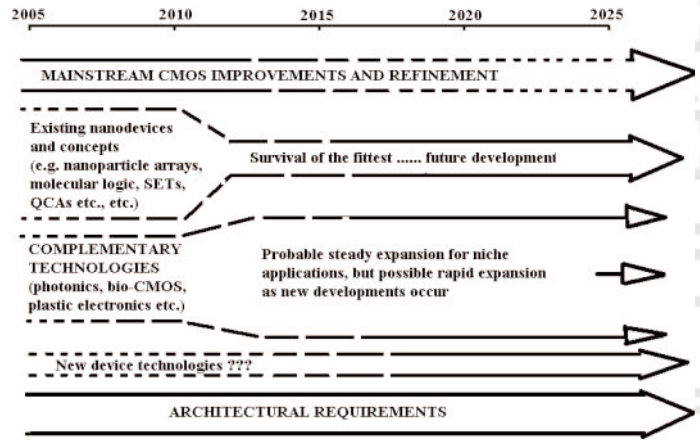 2005 2010 2015 2020 2025
MAINSTREAM CMOS IMPROVEMENTS AND REFINEMENT
Existing nanodevices
and concepts
(e.g. nanoparticle arrays,
molecular logic, SETs,
QCAs etc., etc.)
Survival of the fittest ...... future development
COMPLEMENTARY
TECHNOLOGIES
(photonics, bio-CMOS,
plastic electronics etc.)
Probable steady expansion for niche
applications, but possible rapid expansion
as new developments occur
New device technologies ???
ARCHITECTURAL REQUIREMENTS